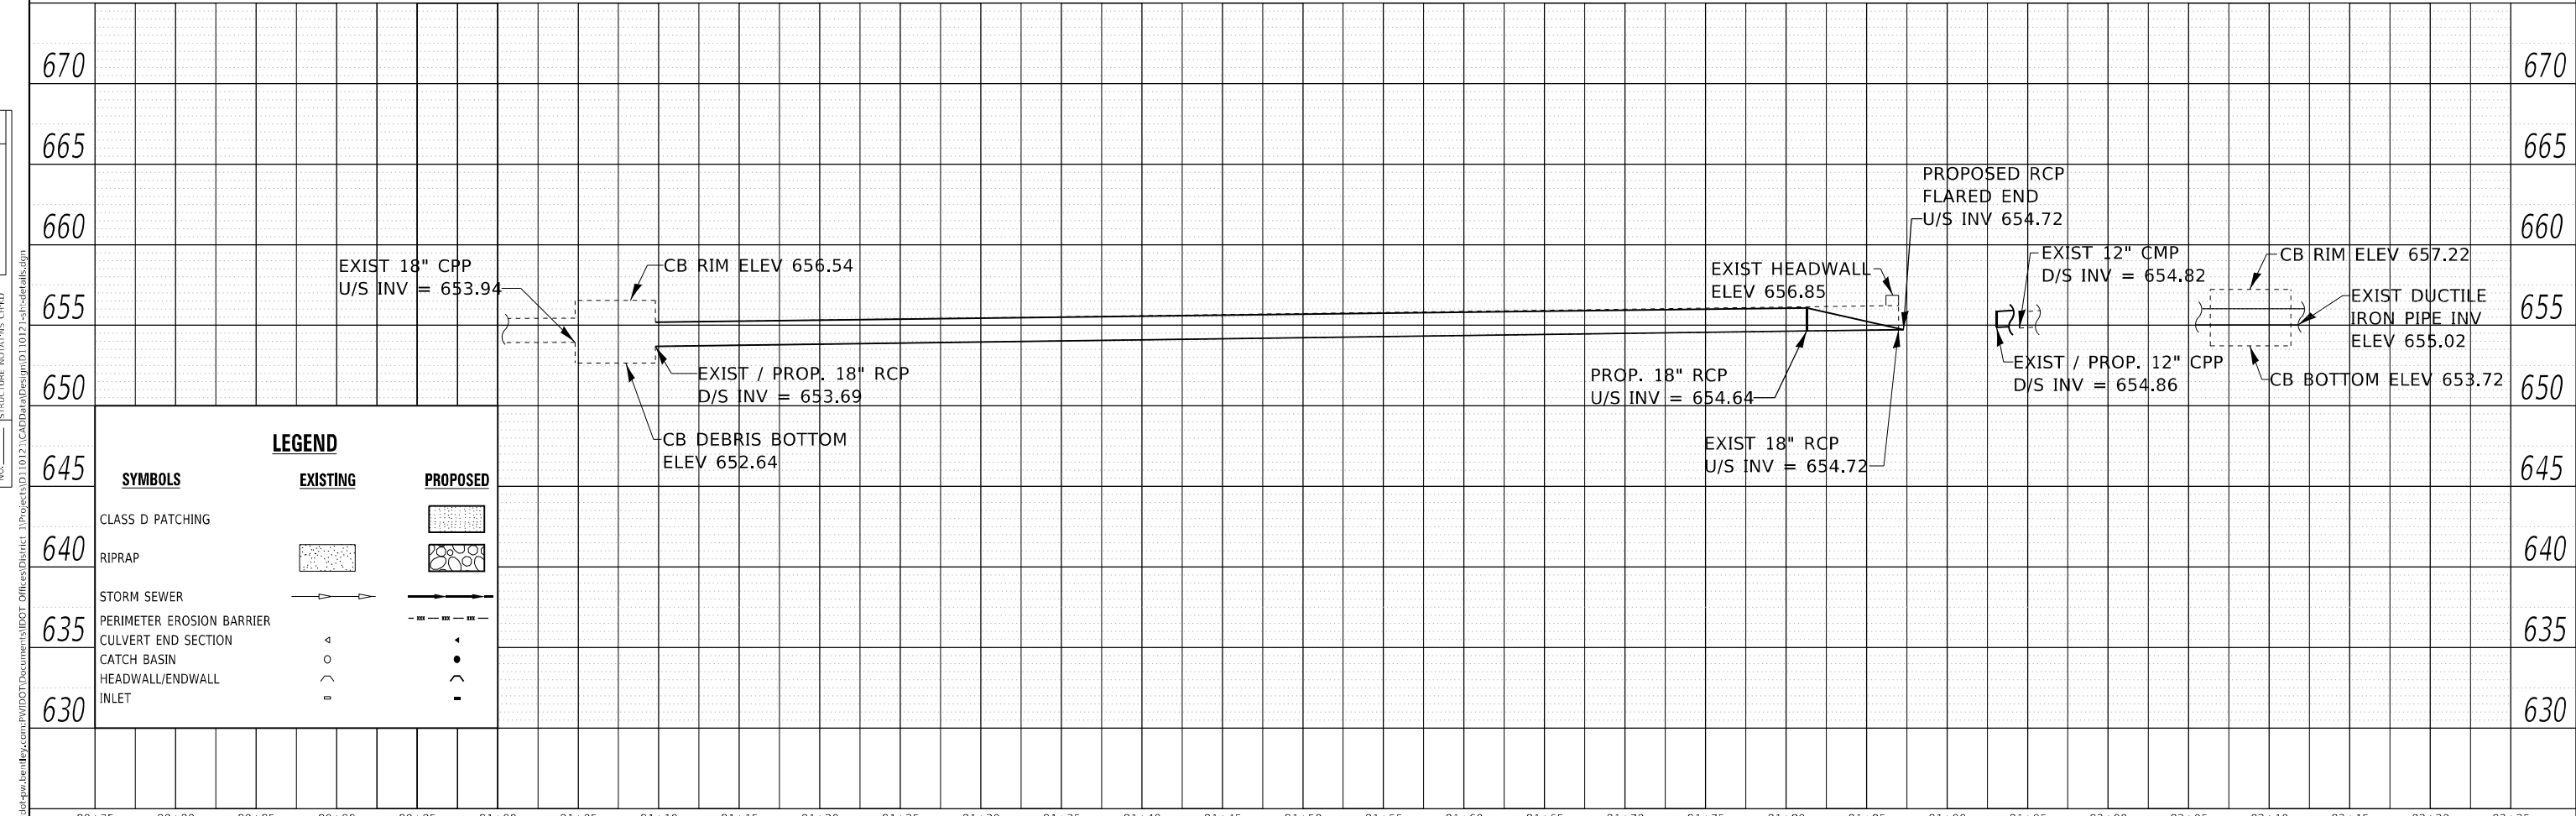 670
670
665
665
660
660
655
655
650
650
645
645
640
640
635
635
630
630
EXIST 18" CPP
U/S INV = 653.94
CB RIM ELEV 656.54
EXIST / PROP. 18" RCP
D/S INV = 653.69
CB DEBRIS BOTTOM
ELEV 652.64
EXIST HEADWALL
ELEV 656.85
PROP. 18" RCP
U/S INV = 654.64
EXIST 18" RCP
U/S INV = 654.72
PROPOSED RCP
FLARED END
U/S INV 654.72
EXIST 12" CMP
D/S INV = 654.82
EXIST / PROP. 12" CPP
D/S INV = 654.86
CB RIM ELEV 657.22
EXIST DUCTILE
IRON PIPE INV
ELEV 655.02
CB BOTTOM ELEV 653.72
LEGEND
SYMBOLS EXISTING PROPOSED
CLASS D PATCHING
RIPRAP
STORM SEWER
PERIMETER EROSION BARRIER
CULVERT END SECTION
CATCH BASIN
HEADWALL/ENDWALL
INLET